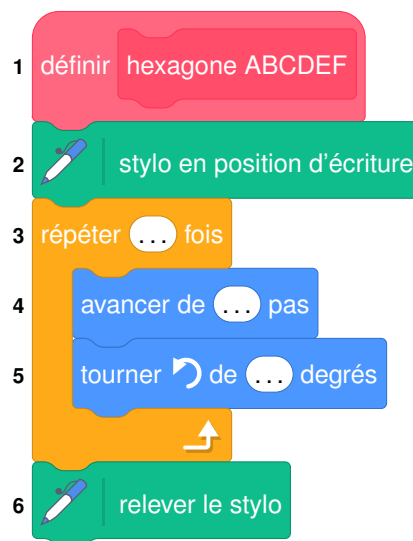 1 définir hexagone ABCDEF
2 stylo en position d’écriture
3 répéter ... fois
4 avancer de ... pas
5 tourner de ... degrés
6 relever le stylo